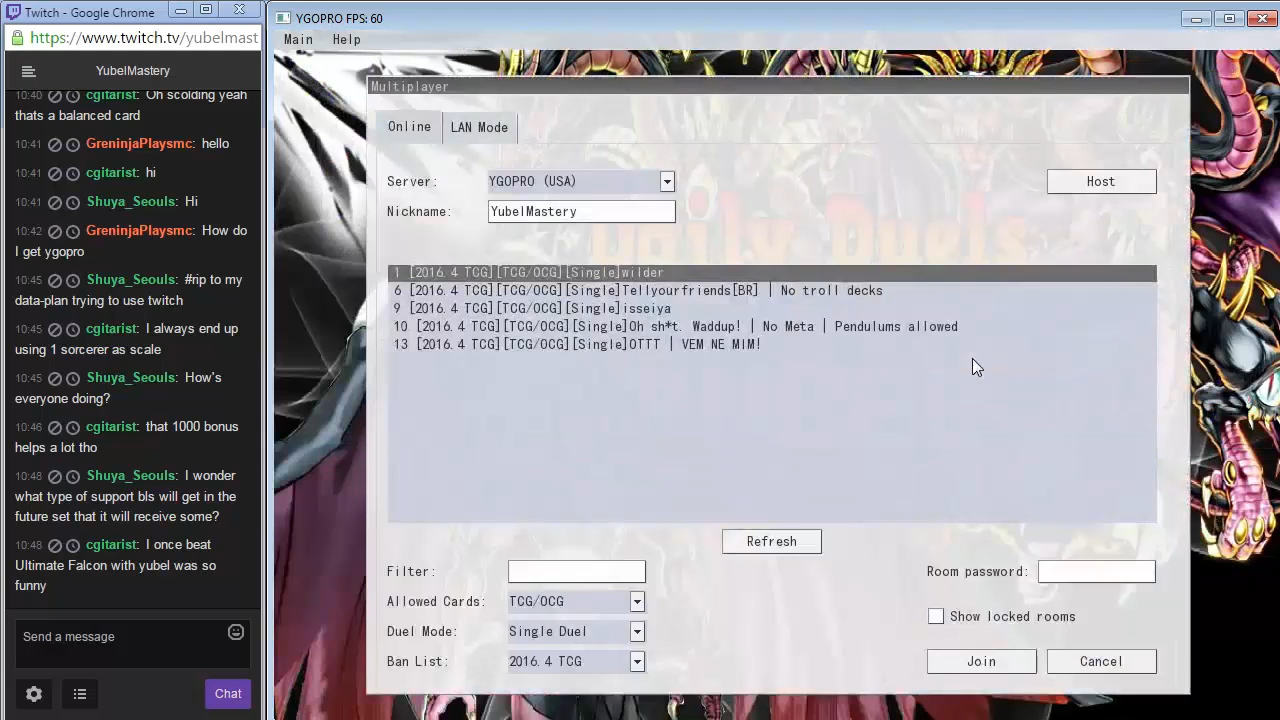 Twitch - Google Chrome
https://www.twitch.tv/yubelmast
YubelMastery
10:40 cgitarist: Oh scolding yeah
thats a balanced card
10:41 GreninjaPlaysmc: hello
10:41 cgitarist: hi
10:41 Shuya_Seouls: Hi
10:42 GreninjaPlaysmc: How do
I get ygopro
10:45 Shuya_Seouls: #rip to my
data-plan trying to use twitch
10:45 cgitarist: I always end up
using 1 sorcerer as scale
10:45 Shuya_Seouls: How's
everyone doing?
10:46 cgitarist: that 1000 bonus
helps a lot tho
10:48 Shuya_Seouls: I wonder
what type of support bls will get in the
future set that it will receive some?
10:48 cgitarist: I once beat
Ultimate Falcon with yubel was so
funny
Send a message
Chat
YGOPRO FPS: 60
Main Help
Multiplayer
Online LAN Mode
Server: YGOPRO (USA)
Host
Nickname: YubelMastery
Duels
1 [2016.4 TCG][TCG/OCG][Single]wilder
6 [2016.4 TCG][TCG/OCG][Single]Tellyourfriends[BR] | No troll decks
9 [2016.4 TCG][TCG/OCG][Single]isseiya
10 [2016.4 TCG][TCG/OCG][Single]Oh sh*t. Waddup! | No Meta | Pendulums allowed
13 [2016.4 TCG][TCG/OCG][Single]OTTT | VEM NE MIM!
Refresh
Filter:
Room password:
Allowed Cards: TCG/OCG
Show locked rooms
Duel Mode: Single Duel
Ban List: 2016.4 TCG
Join Cancel